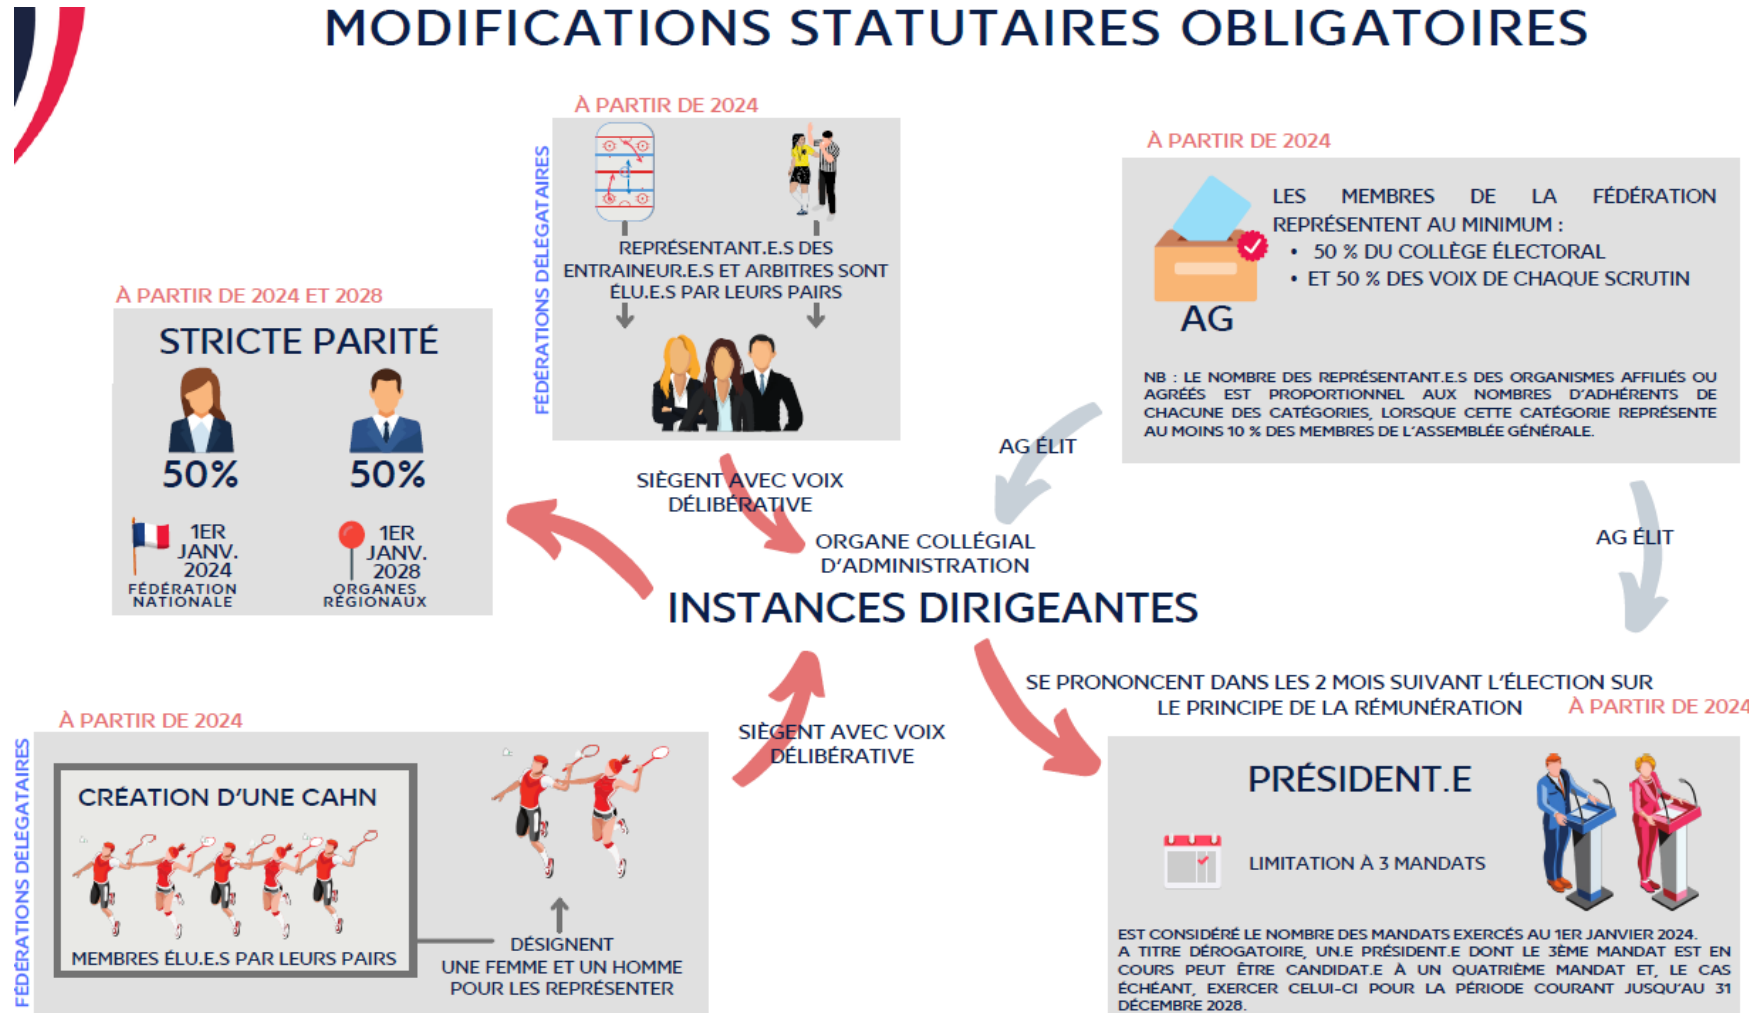 MODIFICATIONS STATUTAIRES OBLIGATOIRES
À PARTIR DE 2024
FÉDÉRATIONS DÉLÉGATAIRES
REPRÉSENTANT.E.S DES
ENTRAINEUR.E.S ET ARBITRES SONT
ÉLU.E.S PAR LEURS PAIRS
À PARTIR DE 2024
LES MEMBRES DE LA FÉDÉRATION
REPRÉSENTENT AU MINIMUM :
• 50 % DU COLLÈGE ÉLECTORAL
• ET 50 % DES VOIX DE CHAQUE SCRUTIN
AG
NB : LE NOMBRE DES REPRÉSENTANT.E.S DES ORGANISMES AFFILIÉS OU
AGRÉÉS EST PROPORTIONNEL AUX NOMBRES D'ADHÉRENTS DE
CHACUNE DES CATÉGORIES, LORSQUE CETTE CATÉGORIE REPRÉSENTE
AU MOINS 10 % DES MEMBRES DE L'ASSEMBLÉE GÉNÉRALE.
À PARTIR DE 2024 ET 2028
STRICTE PARITÉ
50%
50%
1ER
JANV.
2024
FÉDÉRATION
NATIONALE
1ER
JANV.
2028
ORGANES
RÉGIONAUX
SIÈGENT AVEC VOIX
DÉLIBÉRATIVE
AG ÉLIT
AG ÉLIT
ORGANE COLLÉGIAL
D'ADMINISTRATION
INSTANCES DIRIGEANTES
SE PRONONCENT DANS LES 2 MOIS SUIVANT L'ÉLECTION SUR
LE PRINCIPE DE LA RÉMUNÉRATION
À PARTIR DE 2024
SIÈGENT AVEC VOIX
DÉLIBÉRATIVE
À PARTIR DE 2024
FÉDÉRATIONS DÉLÉGATAIRES
CRÉATION D'UNE CAHN
MEMBRES ÉLU.E.S PAR LEURS PAIRS
DÉSIGNENT
UNE FEMME ET UN HOMME
POUR LES REPRÉSENTER
PRÉSIDENT.E
LIMITATION À 3 MANDATS
EST CONSIDÉRÉ LE NOMBRE DES MANDATS EXERCÉS AU 1ER JANVIER 2024.
A TITRE DÉROGATOIRE, UN.E PRÉSIDENT.E DONT LE 3ÈME MANDAT EST EN
COURS PEUT ÊTRE CANDIDAT.E À UN QUATRIÈME MANDAT ET, LE CAS
ÉCHÉANT, EXERCER CELUI-CI POUR LA PÉRIODE COURANT JUSQU'AU 31
DÉCEMBRE 2028.